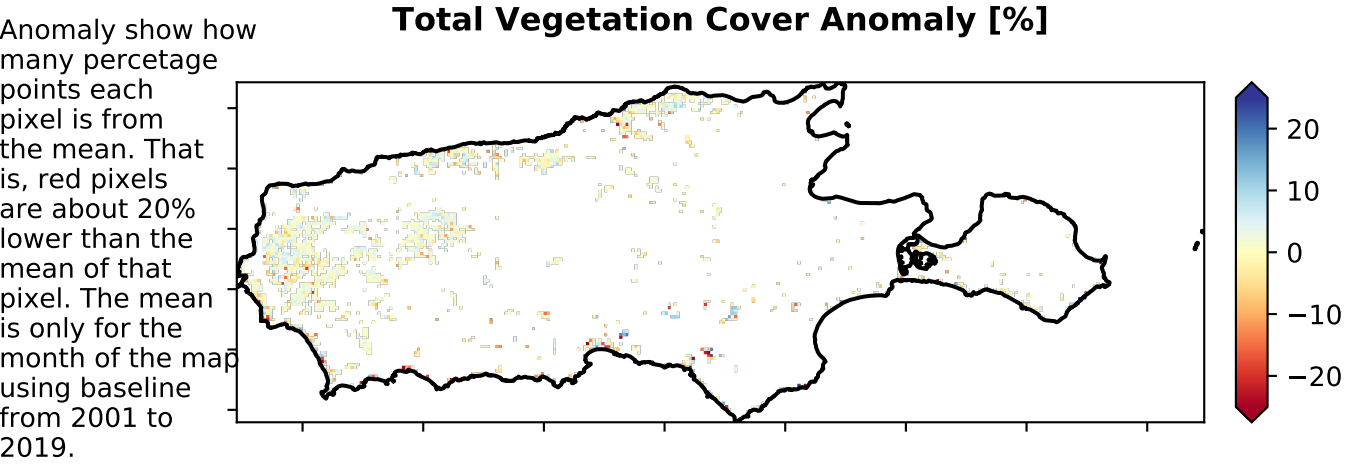 Total Vegetation Cover Anomaly [%]
Anomaly show how
many percetage
points each
pixel is from
the mean. That
is, red pixels
are about 20%
lower than the
mean of that
pixel. The mean
is only for the
month of the map
using baseline
from 2001 to
2019.
20
10
0
−10
−20